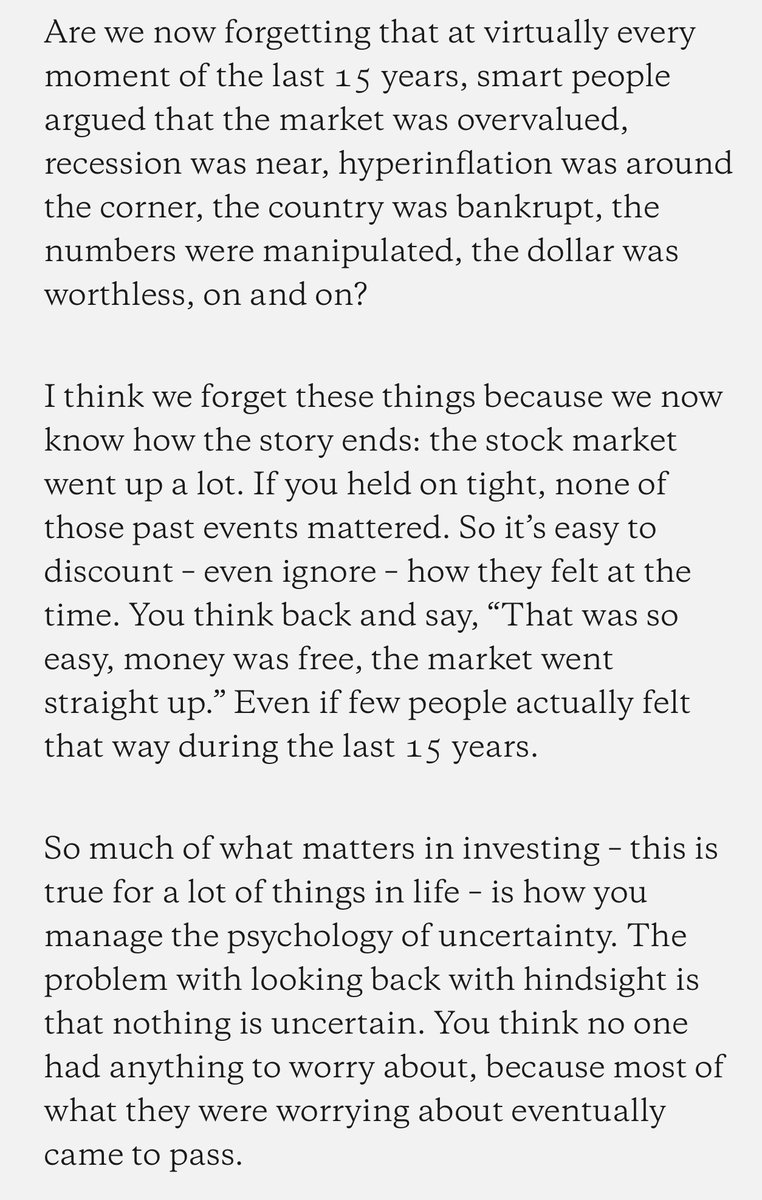 Are we now forgetting that at virtually every
moment of the last 15 years, smart people
argued that the market was overvalued,
recession was near, hyperinflation was around
the corner, the country was bankrupt, the
numbers were manipulated, the dollar was
worthless, on and on?
I think we forget these things because we now
know how the story ends: the stock market
went up a lot. If you held on tight, none of
those past events mattered. So it’s easy to
discount – even ignore – how they felt at the
time. You think back and say, “That was so
easy, money was free, the market went
straight up.” Even if few people actually felt
that way during the last 15 years.
So much of what matters in investing – this is
true for a lot of things in life – is how you
manage the psychology of uncertainty. The
problem with looking back with hindsight is
that nothing is uncertain. You think no one
had anything to worry about, because most of
what they were worrying about eventually
came to pass.